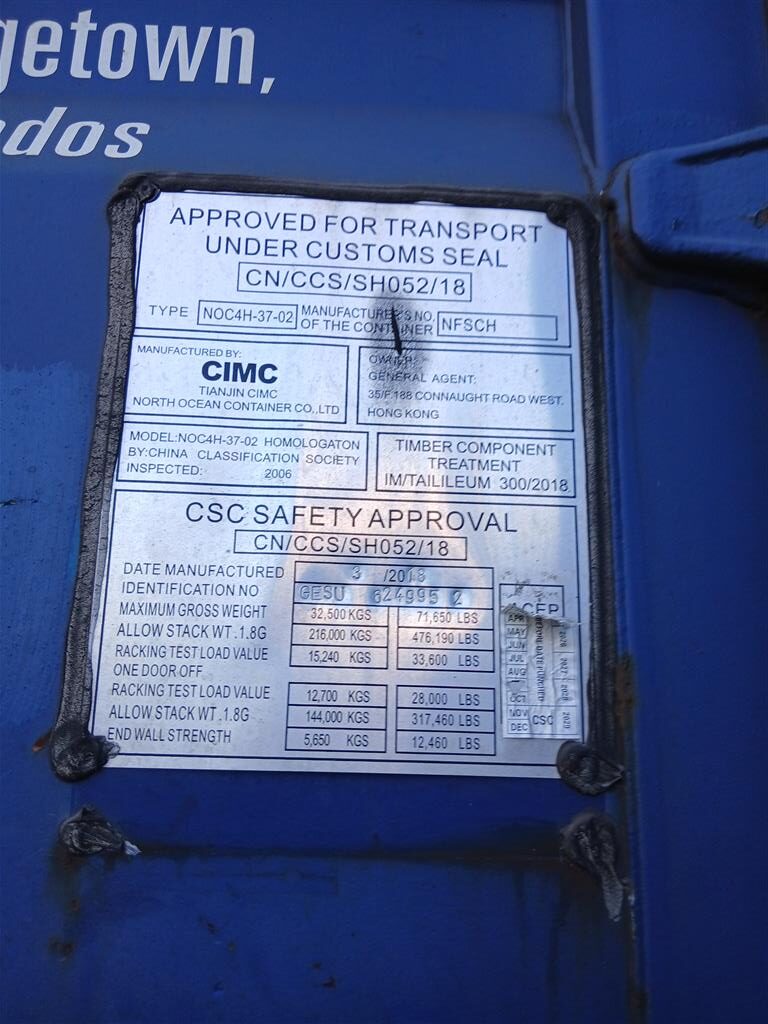 getown,
dos
APPROVED FOR TRANSPORT
UNDER CUSTOMS SEAL
CN/CCS/SH052/18
TYPE NOC4H-37-02 MANUFACTURE'S NO. OF THE CONTAINER NFSCH
MANUFACTURED BY:
CIMC
TIANJIN CIMC
NORTH OCEAN CONTAINER CO.,LTD
OWNER:
GENERAL AGENT:
35/F.188 CONNAUGHT ROAD WEST.
HONG KONG
MODEL:NOC4H-37-02 HOMOLOGATON
BY:CHINA CLASSIFICATION SOCIETY
INSPECTED: 2006
TIMBER COMPONENT
TREATMENT
IM/TAILILEUM 300/2018
CSC SAFETY APPROVAL
CN/CCS/SH052/18
DATE MANUFACTURED 3 /2018
IDENTIFICATION NO GESU 624995 2
MAXIMUM GROSS WEIGHT 32,500 KGS 71,650 LBS
ALLOW STACK WT .1.8G 216,000 KGS 476,190 LBS
RACKING TEST LOAD VALUE 15,240 KGS 33,600 LBS
ONE DOOR OFF
RACKING TEST LOAD VALUE 12,700 KGS 28,000 LBS
ALLOW STACK WT .1.8G 144,000 KGS 317,460 LBS
END WALL STRENGTH 5,650 KGS 12,460 LBS
ACEP
APR
MAY
JUN
JUL
AUG
OCT
NOV
DEC
CSC